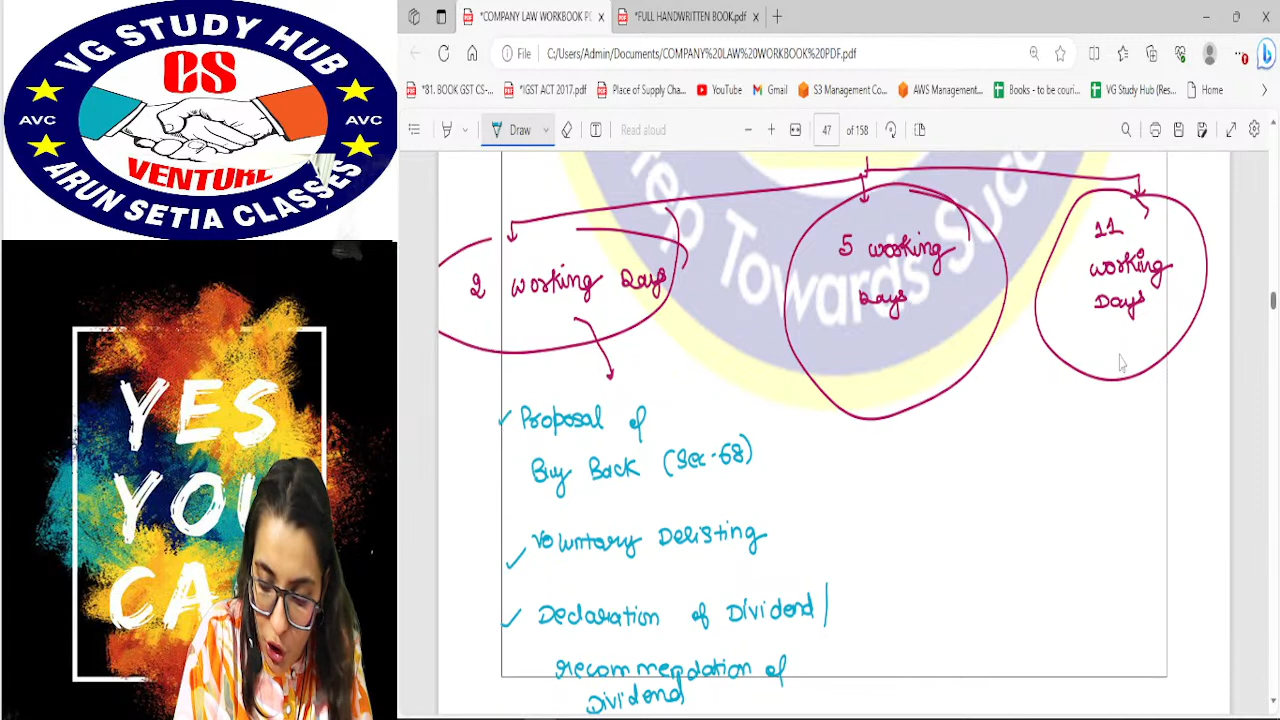 VG STUDY HUB
CS
AVC
AVC
VENTURE
ARUN SETIA CLASSES
YES
YOU
CA
*COMPANY LAW WORKBOOK P
*FULL HANDWRITTEN BOOK.pdf
File
C:/Users/Admin/Documents/COMPANY%20LAW%20WORKBOOK%20PDF.pdf
*81. BOOK GST CS-...
*IGST ACT 2017.pdf
Place of Supply Cha...
YouTube
Gmail
S3 Management Co...
AWS Management...
Books - to be couri...
VG Study Hub (Res...
Home
Draw
Read aloud
47 of 158
Step Towards Success
2 working Days
5 working
Days
11
working
Days
Proposal of
Buy Back (Sec-68)
Voluntary Delisting
Declaration of Dividend/
recommendation of
Dividend